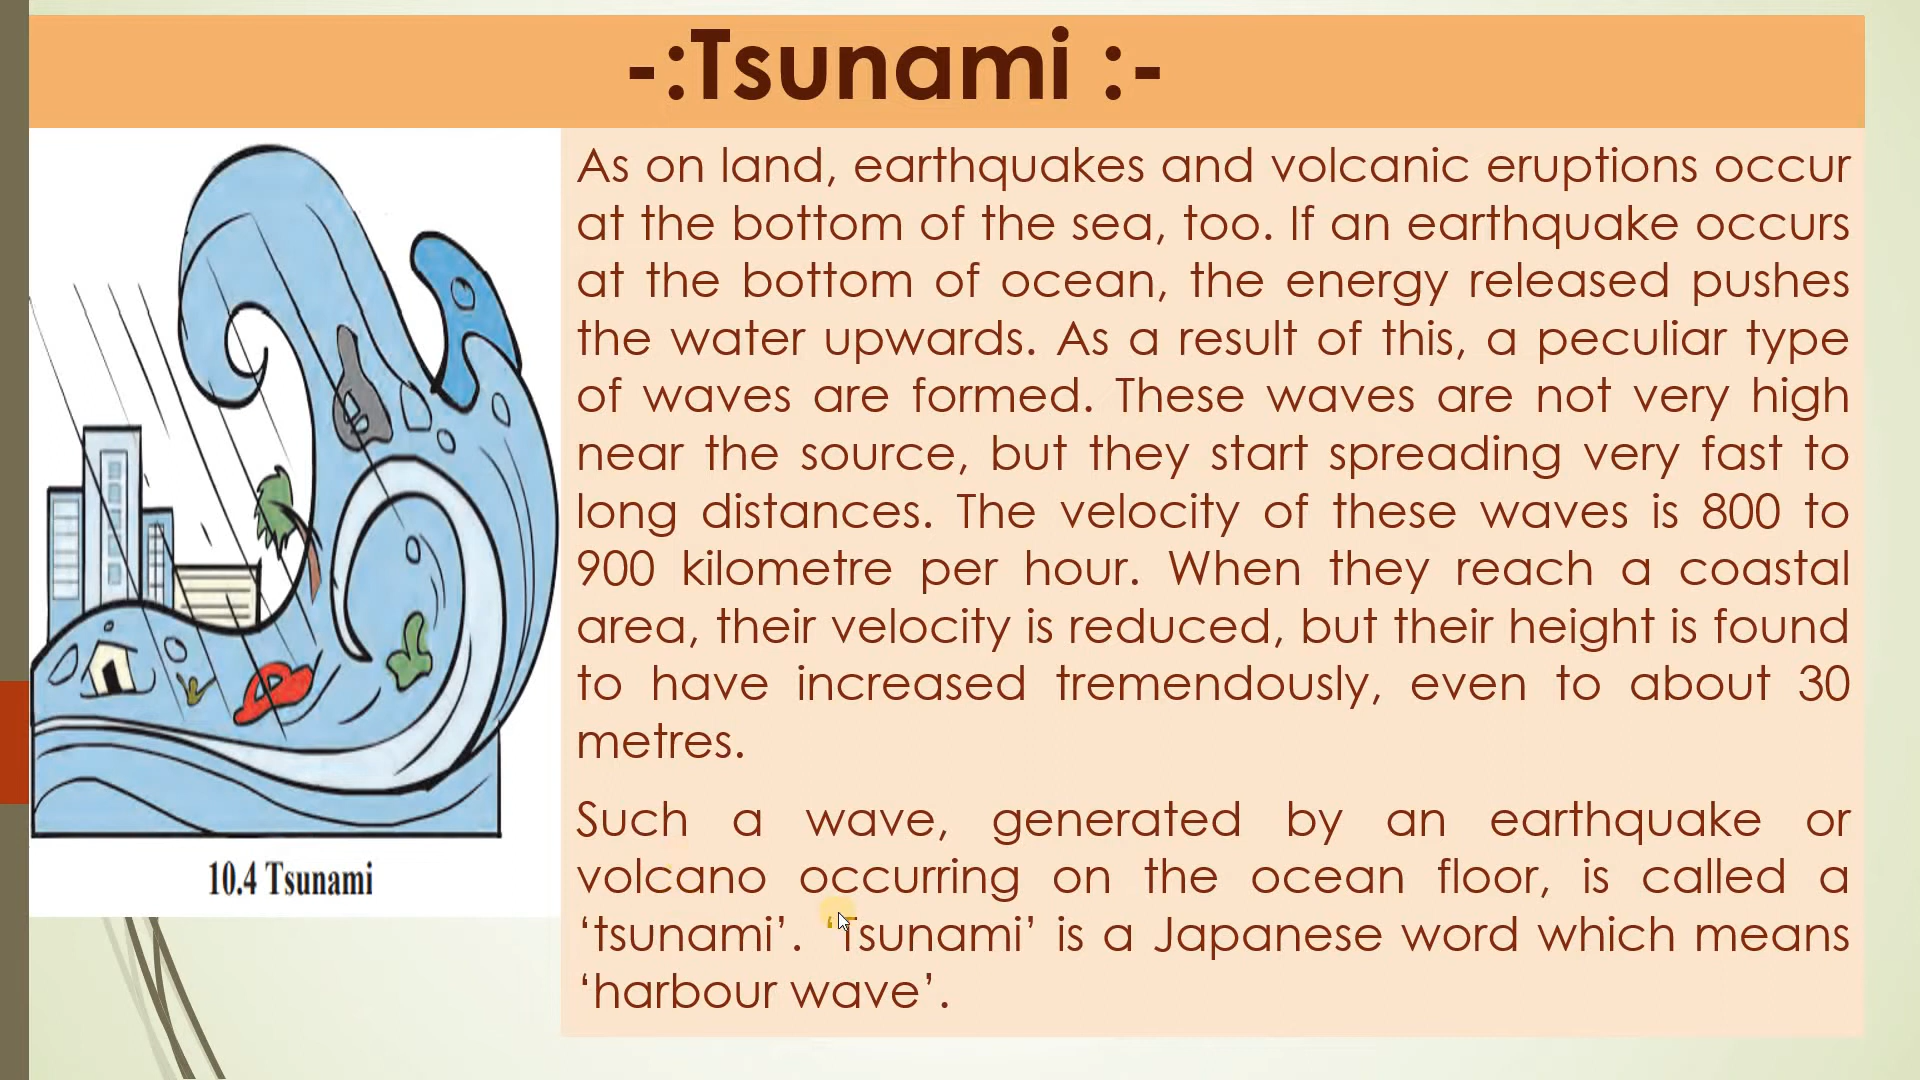 -:Tsunami :-
As on land, earthquakes and volcanic eruptions occur
at the bottom of the sea, too. If an earthquake occurs
at the bottom of ocean, the energy released pushes
the water upwards. As a result of this, a peculiar type
of waves are formed. These waves are not very high
near the source, but they start spreading very fast to
long distances. The velocity of these waves is 800 to
900 kilometre per hour. When they reach a coastal
area, their velocity is reduced, but their height is found
to have increased tremendously, even to about 30
metres.
Such a wave, generated by an earthquake or
volcano occurring on the ocean floor, is called a
‘tsunami’. ‘Tsunami’ is a Japanese word which means
‘harbour wave’.
10.4 Tsunami